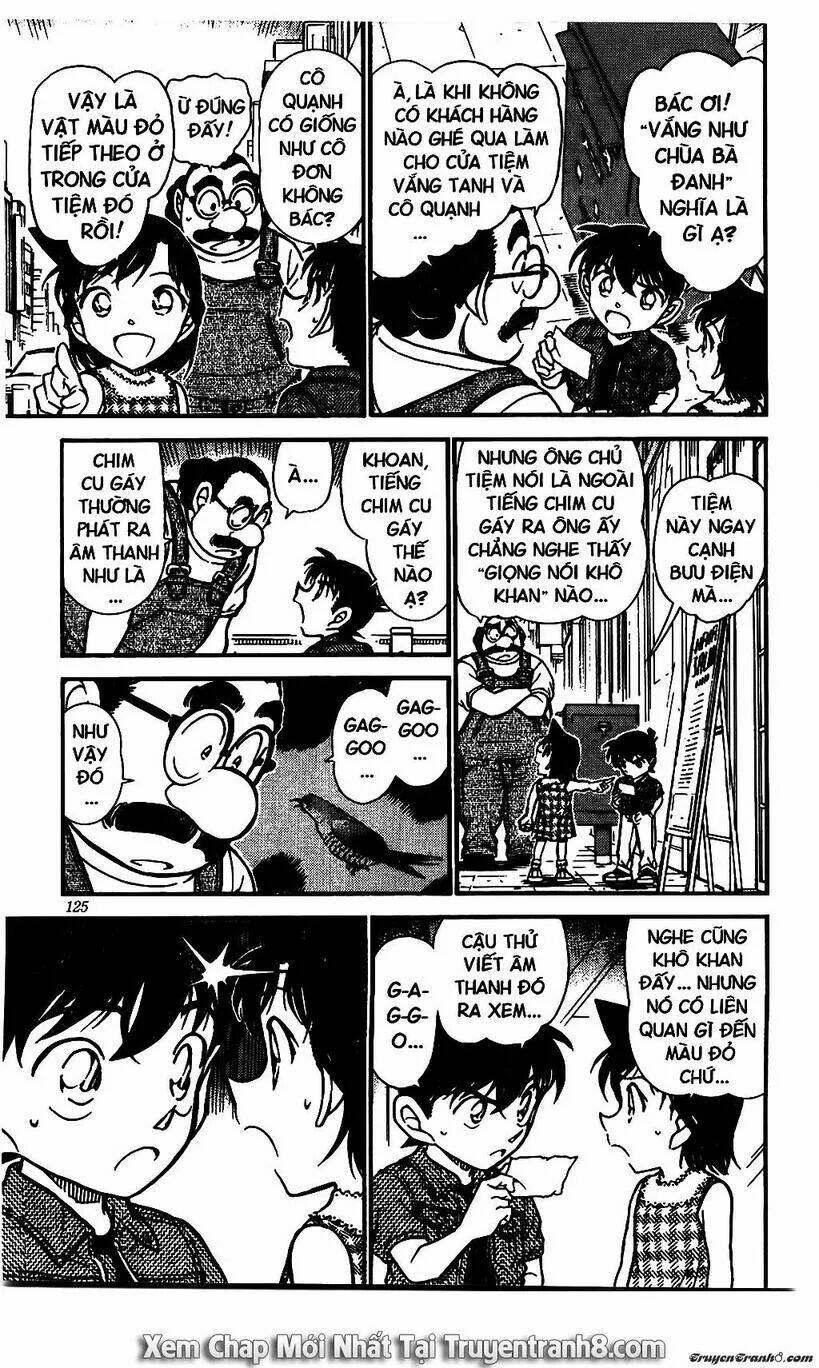 BÁC ƠI!
“VẮNG NHƯ
CHÙA BÀ
ĐANH”
NGHĨA LÀ
GÌ Ạ?
À, LÀ KHI KHÔNG
CÓ KHÁCH HÀNG
NÀO GHÉ QUA LÀM
CHO CỬA TIỆM
VẮNG TANH VÀ
CÔ QUẠNH
...
CÔ
QUẠNH
CÓ GIỐNG
NHƯ CÔ
ĐƠN
KHÔNG
BÁC?
Ừ ĐÚNG
ĐẤY!
VẬY LÀ
VẬT MÀU ĐỎ
TIẾP THEO Ở
TRONG CỬA
TIỆM ĐÓ
RỒI!
TIỆM
NÀY NGAY
CẠNH
BƯU ĐIỆN
MÀ...
NHƯNG ÔNG CHỦ
TIỆM NÓI LÀ NGOÀI
TIẾNG CHIM CU
GÁY RA ÔNG ẤY
CHẲNG NGHE THẤY
“GIỌNG NÓI KHÔ
KHAN” NÀO...
KHOAN,
TIẾNG
CHIM CU
GÁY
THẾ
NÀO
Ạ?
À...
CHIM
CU GÁY
THƯỜNG
PHÁT RA
ÂM THANH
NHƯ LÀ
...
GAG-
GOO
...
GAG-
GOO
...
NHƯ
VẬY ĐÓ
...
125
NGHE CŨNG
KHÔ KHAN
ĐẤY... NHƯNG
NÓ CÓ LIÊN
QUAN GÌ ĐẾN
MÀU ĐỎ
CHỨ...
CẬU THỬ
VIẾT ÂM
THANH ĐÓ
RA XEM...
G-A-
G-G-
O...
Xem Chap Mới Nhất Tại Truyentranh8.com
TruyenTranh8.com